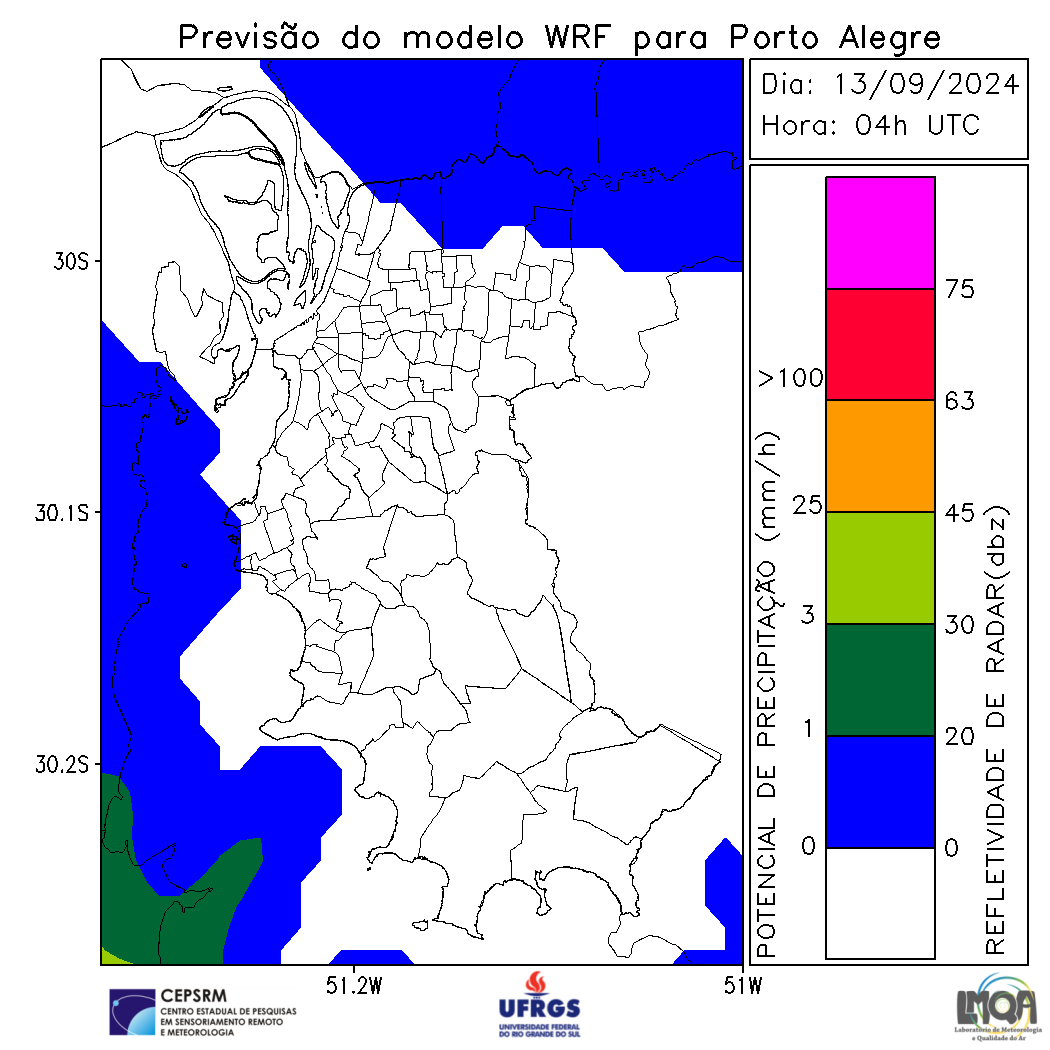 Previsão do modelo WRF para Porto Alegre
Dia: 13/09/2024
Hora: 04h UTC
30S
30.1S
30.2S
51.2W
51W
POTENCIAL DE PRECIPITAÇÃO (mm/h)
>100
25
3
1
0
75
63
45
30
20
0
REFLETIVIDADE DE RADAR(dbz)
CEPSRM
CENTRO ESTADUAL DE PESQUISAS
EM SENSORIAMENTO REMOTO
E METEOROLOGIA
UFRGS
UNIVERSIDADE FEDERAL
DO RIO GRANDE DO SUL
LMQA
Laboratório de Meteorologia
e Qualidade do Ar